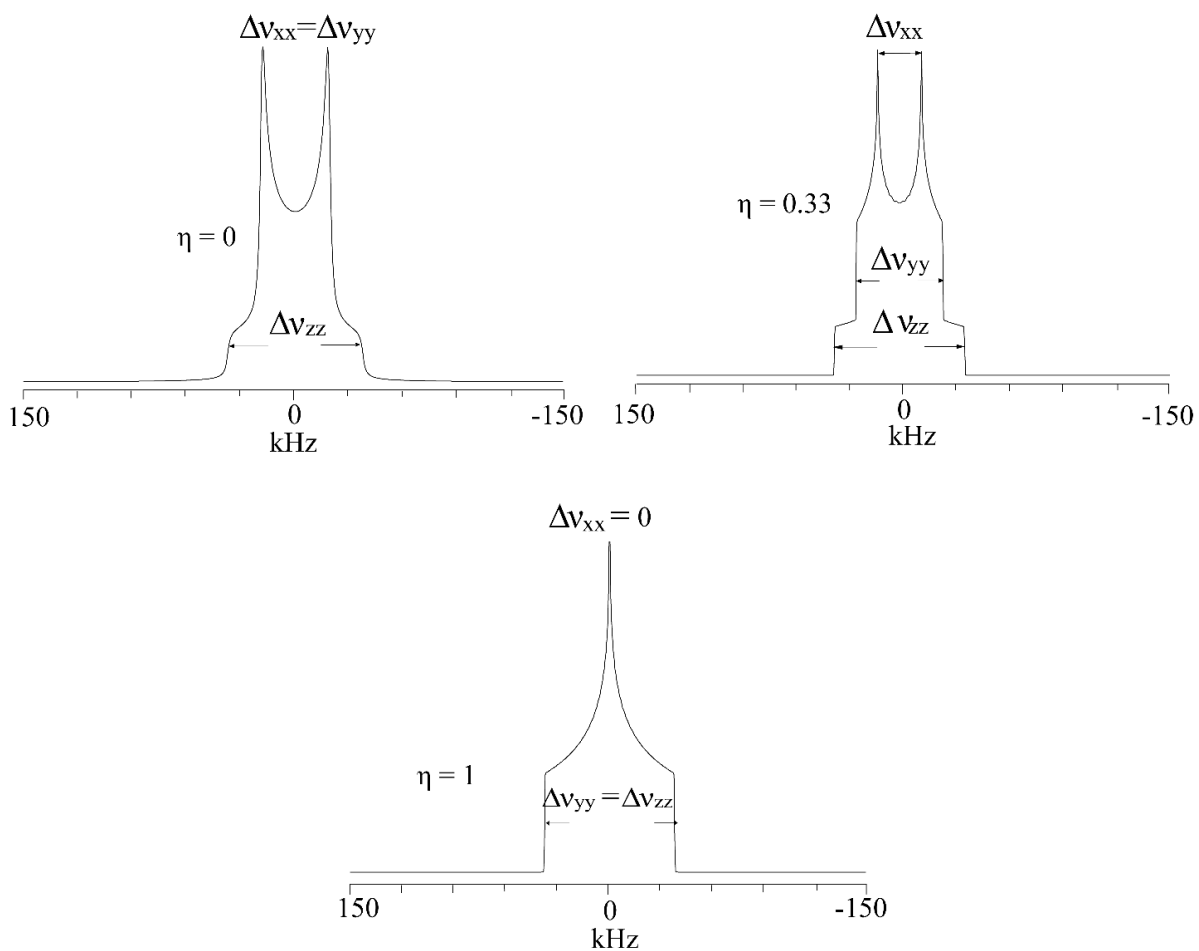 Δνxx=Δνyy
η = 0
Δνzz
150 0 -150
kHz
Δνxx
η = 0.33
Δνyy
Δνzz
150 0 -150
kHz
Δνxx = 0
η = 1
Δνyy =Δνzz
150 0 -150
kHz